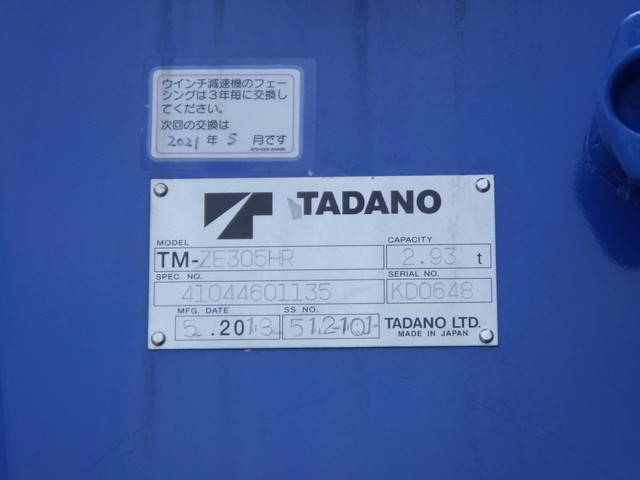 ウインチ減速機のフェー
シングは3年毎に交換し
てください。
次回の交換は
2021 年 5 月です
TADANO
MODEL CAPACITY
TM-ZE305HR 2.93 t
SPEC. NO. SERIAL NO.
41044601135 KD0648
MFG. DATE SS NO.
5.2013 512-101- TADANO LTD.
MADE IN JAPAN